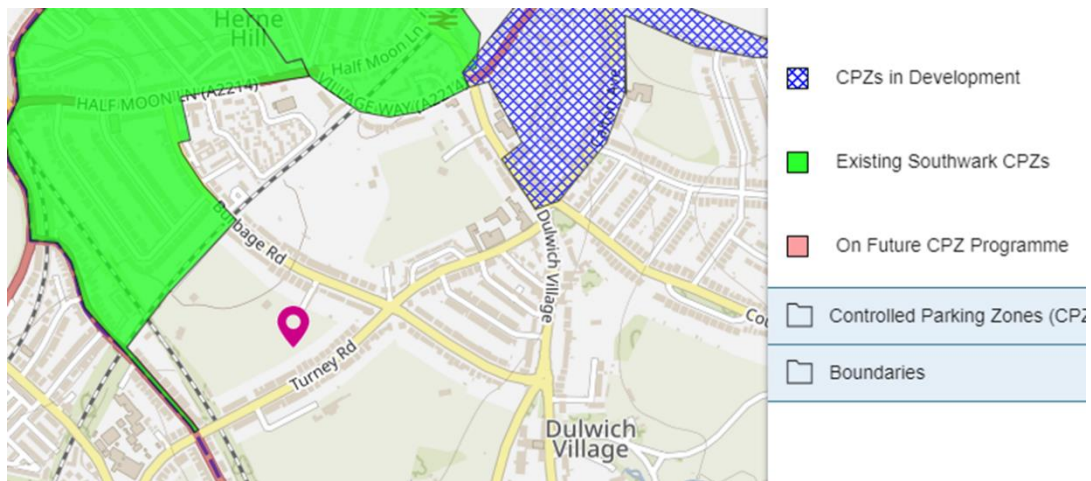 Herne
Hill
Half Moon Ln
HALF MOON LN (A2214)
VILLAGE WAY (A2214
Burbage Rd
Dulwich Village
Turney Rd
Cou
Dulwich
Village
CPZs in Development
Existing Southwark CPZs
On Future CPZ Programme
Controlled Parking Zones (CPZ
Boundaries